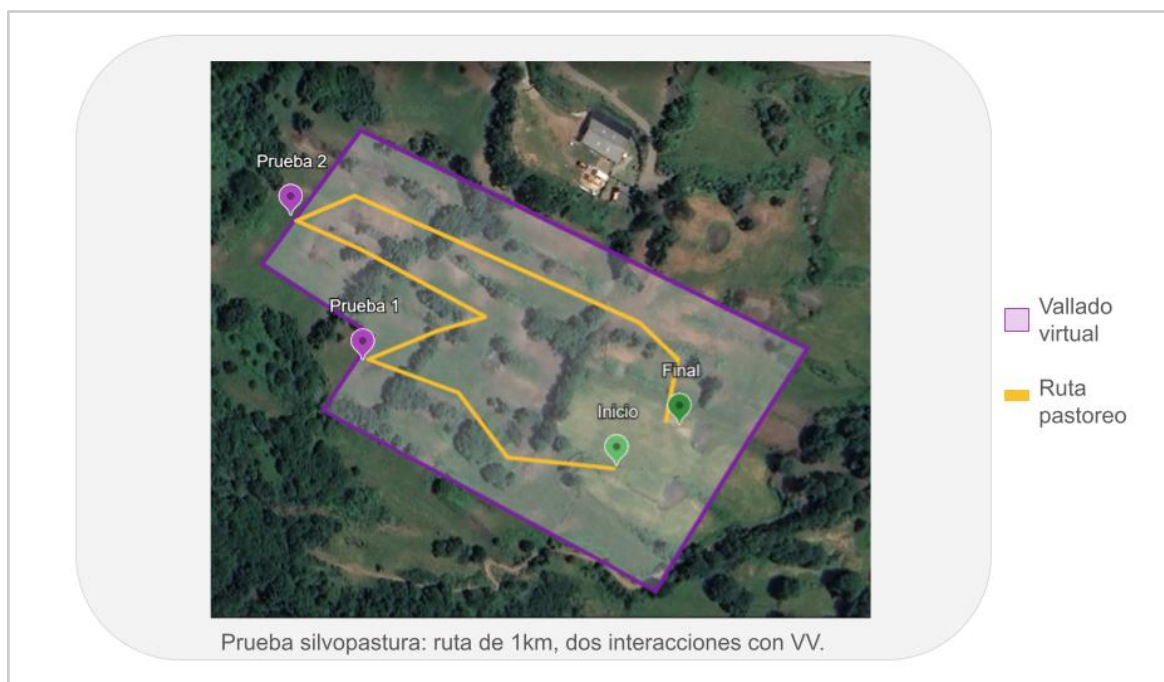 Prueba 2
Prueba 1
Final
Inicio
Vallado
virtual
Ruta
pastoreo
Prueba silvopastura: ruta de 1km, dos interacciones con VV.